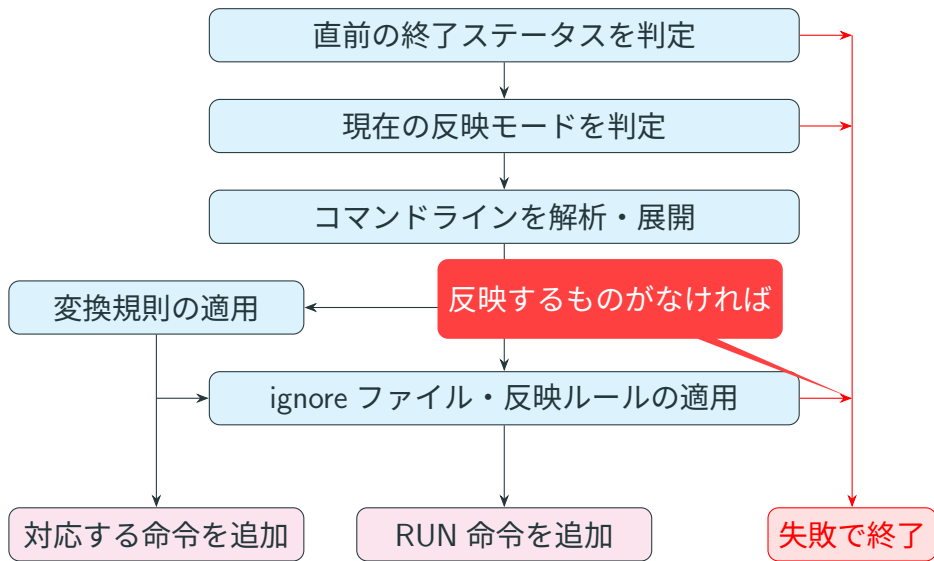 直前の終了ステータスを判定
現在の反映モードを判定
コマンドラインを解析・展開
反映するものがなければ
変換規則の適用
ignore ファイル・反映ルールの適用
対応する命令を追加
RUN 命令を追加
失敗で終了